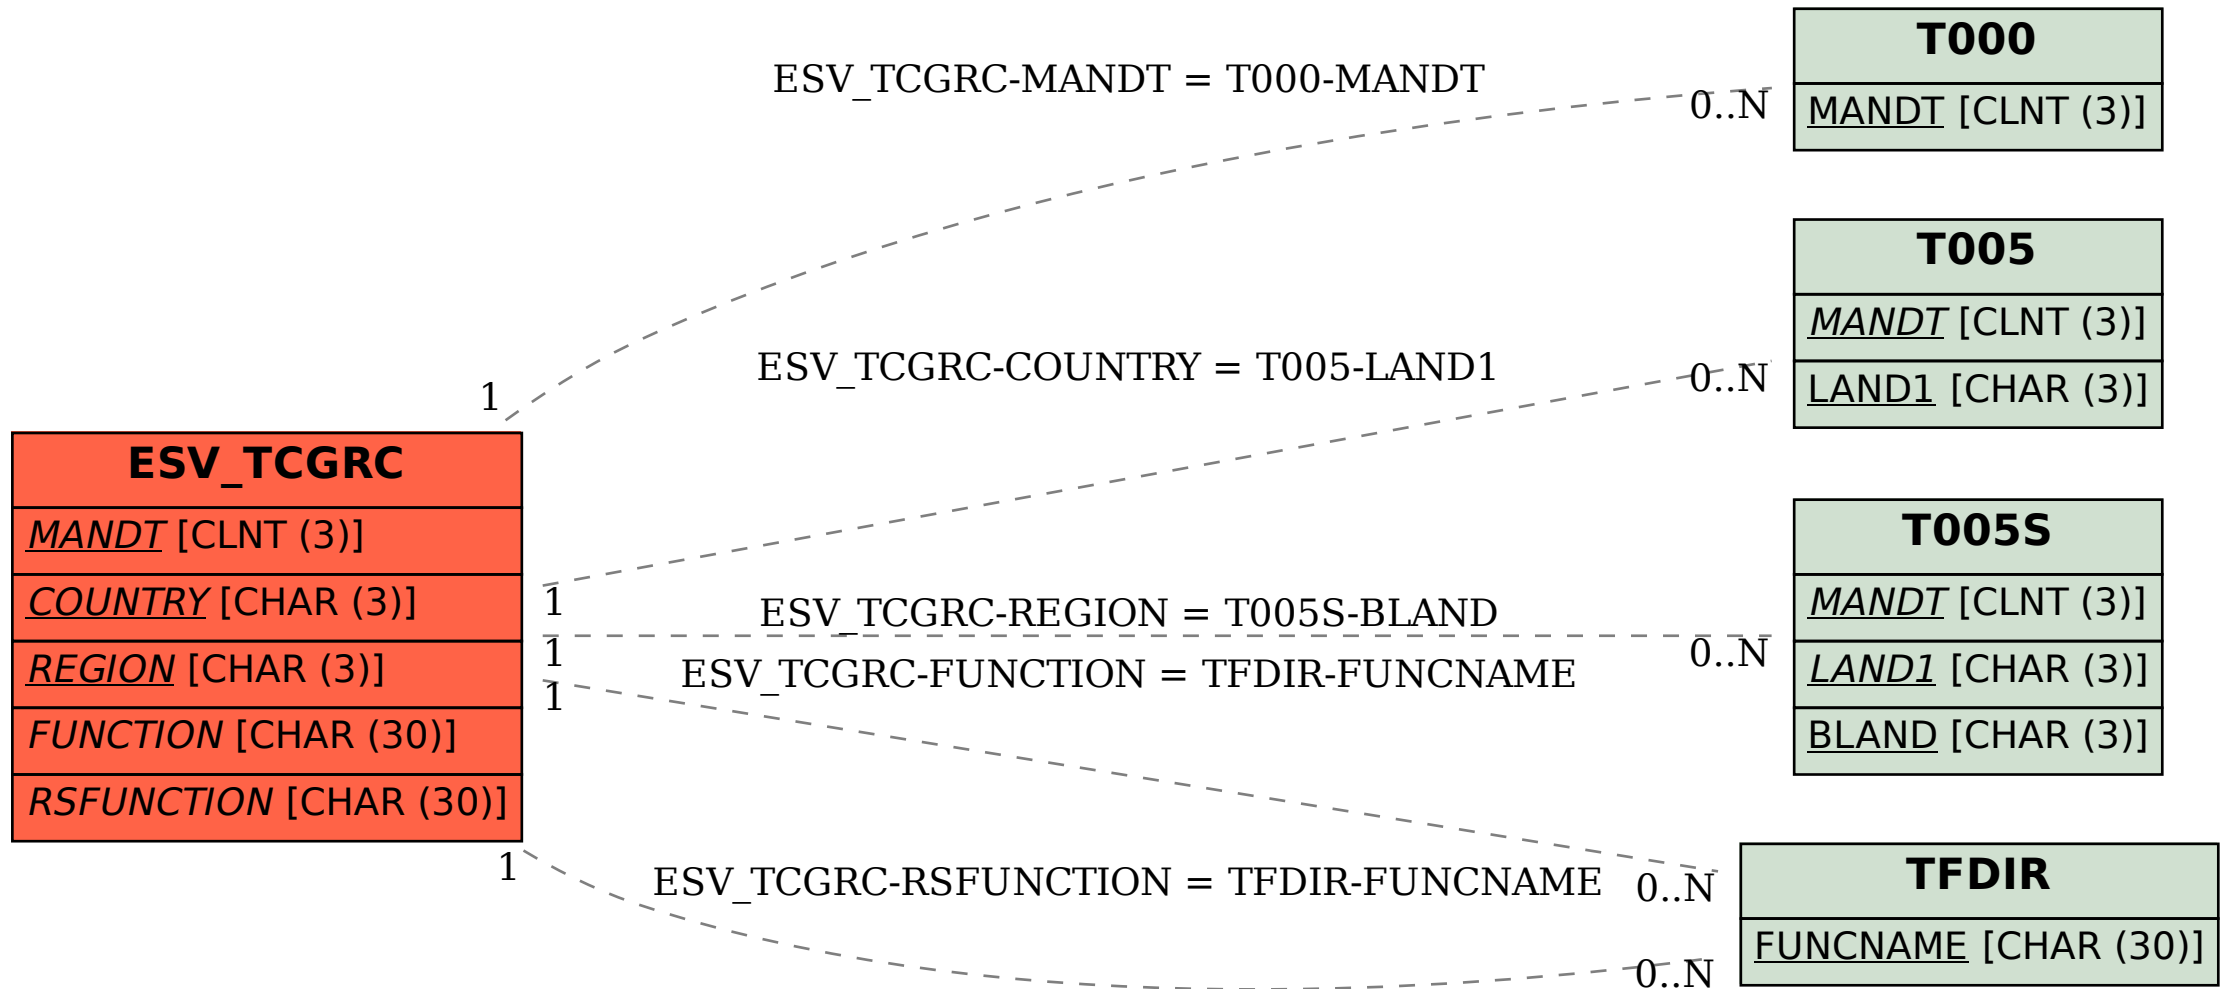 T000
MANDT [CLNT (3)]
ESV_TCGRC-MANDT = T000-MANDT
0..N
1
T005
MANDT [CLNT (3)]
LAND1 [CHAR (3)]
ESV_TCGRC-COUNTRY = T005-LAND1
0..N
1
ESV_TCGRC
MANDT [CLNT (3)]
COUNTRY [CHAR (3)]
REGION [CHAR (3)]
FUNCTION [CHAR (30)]
RSFUNCTION [CHAR (30)]
T005S
MANDT [CLNT (3)]
LAND1 [CHAR (3)]
BLAND [CHAR (3)]
ESV_TCGRC-REGION = T005S-BLAND
1
0..N
ESV_TCGRC-FUNCTION = TFDIR-FUNCNAME
1
0..N
ESV_TCGRC-RSFUNCTION = TFDIR-FUNCNAME
1
0..N
TFDIR
FUNCNAME [CHAR (30)]